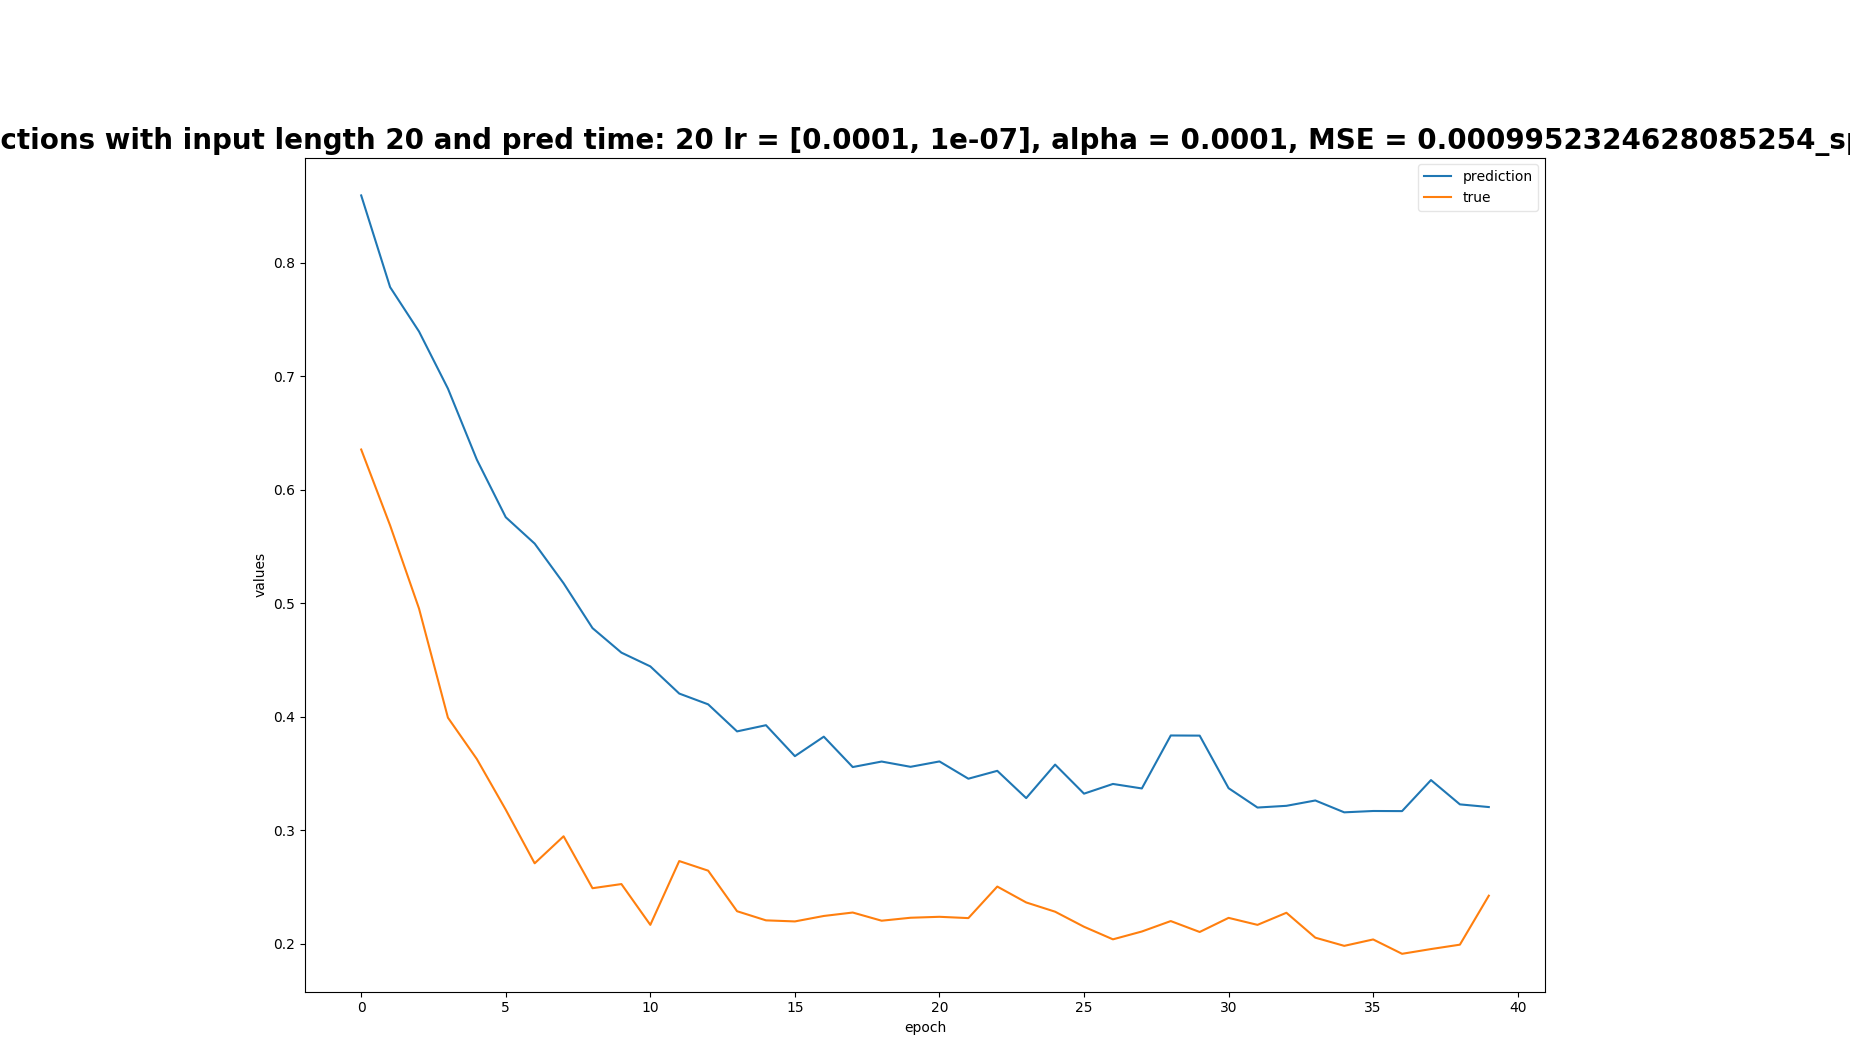 ctions with input length 20 and pred time: 20 lr = [0.0001, 1e-07], alpha = 0.0001, MSE = 0.0009952324628085254_sp
prediction
true
0.8
0.7
0.6
0.5
0.4
0.3
0.2
values
0 5 10 15 20 25 30 35 40
epoch